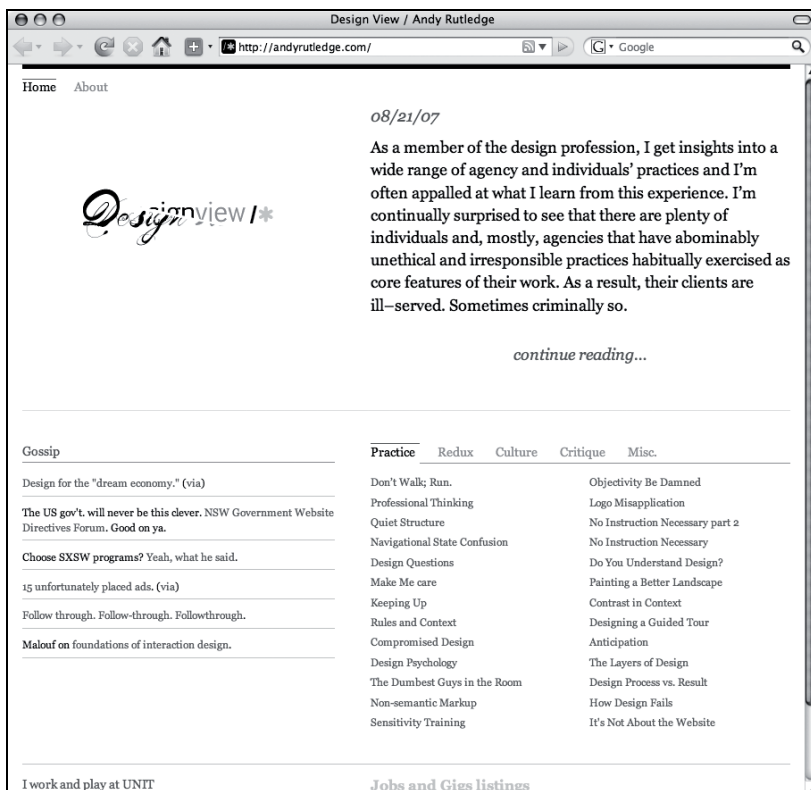 Design View / Andy Rutledge
/* http://andyrutledge.com/
G Google
Home About
Designview /*
08/21/07
As a member of the design profession, I get insights into a
wide range of agency and individuals’ practices and I’m
often appalled at what I learn from this experience. I’m
continually surprised to see that there are plenty of
individuals and, mostly, agencies that have abominably
unethical and irresponsible practices habitually exercised as
core features of their work. As a result, their clients are
ill–served. Sometimes criminally so.
continue reading...
Gossip
Design for the "dream economy." (via)
The US gov't. will never be this clever. NSW Government Website
Directives Forum. Good on ya.
Choose SXSW programs? Yeah, what he said.
15 unfortunately placed ads. (via)
Follow through. Follow-through. Followthrough.
Malouf on foundations of interaction design.
Practice Redux Culture Critique Misc.
Don't Walk; Run.
Professional Thinking
Quiet Structure
Navigational State Confusion
Design Questions
Make Me care
Keeping Up
Rules and Context
Compromised Design
Design Psychology
The Dumbest Guys in the Room
Non-semantic Markup
Sensitivity Training
Objectivity Be Damned
Logo Misapplication
No Instruction Necessary part 2
No Instruction Necessary
Do You Understand Design?
Painting a Better Landscape
Contrast in Context
Designing a Guided Tour
Anticipation
The Layers of Design
Design Process vs. Result
How Design Fails
It's Not About the Website
I work and play at UNIT
Jobs and Gigs listings